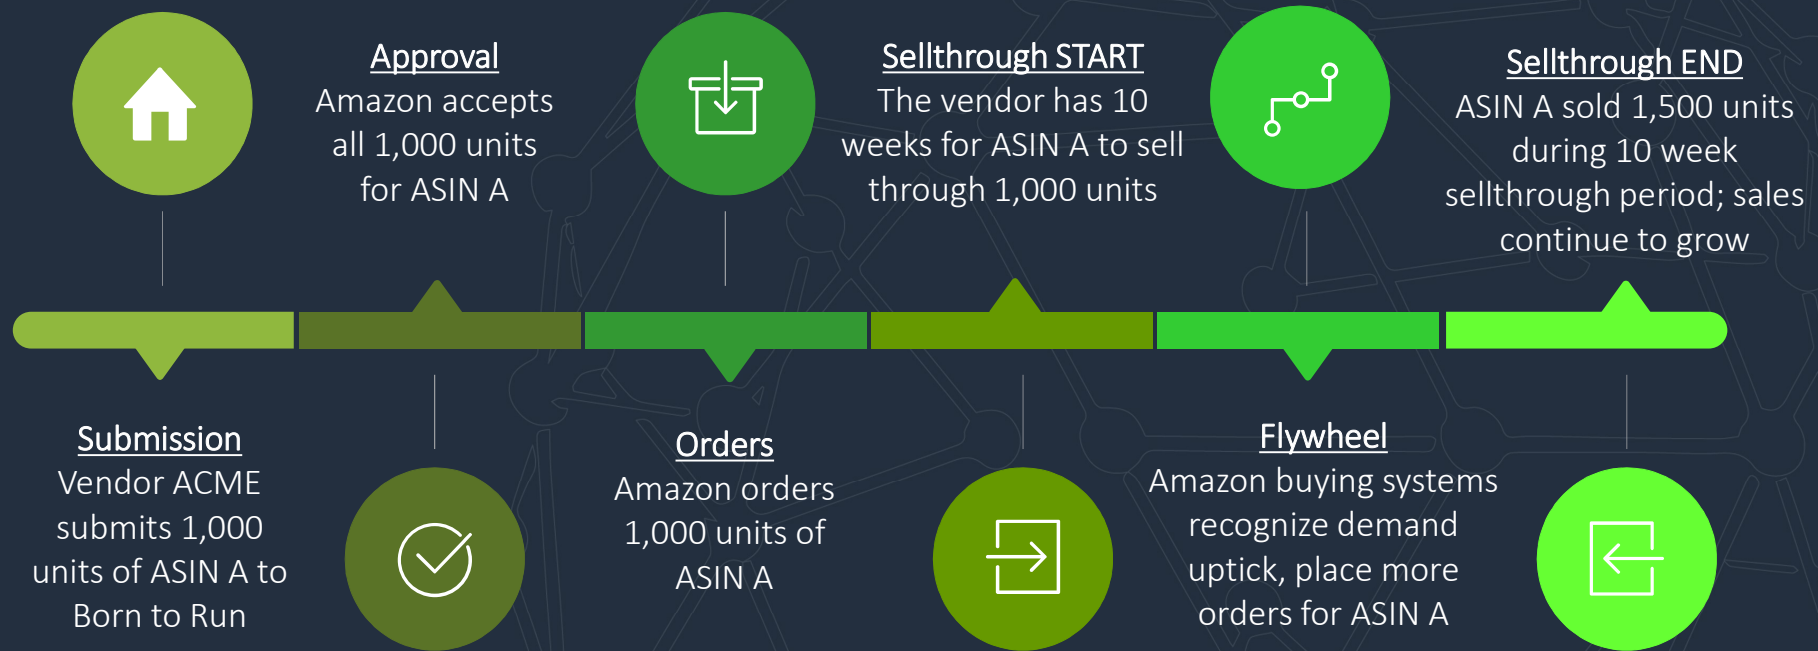 Submission
Vendor ACME
submits 1,000
units of ASIN A to
Born to Run
Approval
Amazon accepts
all 1,000 units
for ASIN A
Orders
Amazon orders
1,000 units of
ASIN A
Sellthrough START
The vendor has 10
weeks for ASIN A to sell
through 1,000 units
Flywheel
Amazon buying systems
recognize demand
uptick, place more
orders for ASIN A
Sellthrough END
ASIN A sold 1,500 units
during 10 week
sellthrough period; sales
continue to grow